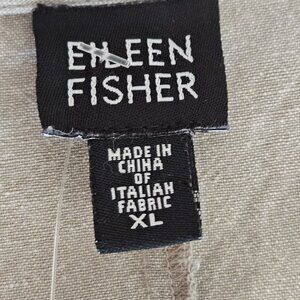 EILEEN
FISHER
MADE IN
CHINA
OF
ITALIAN
FABRIC
XL